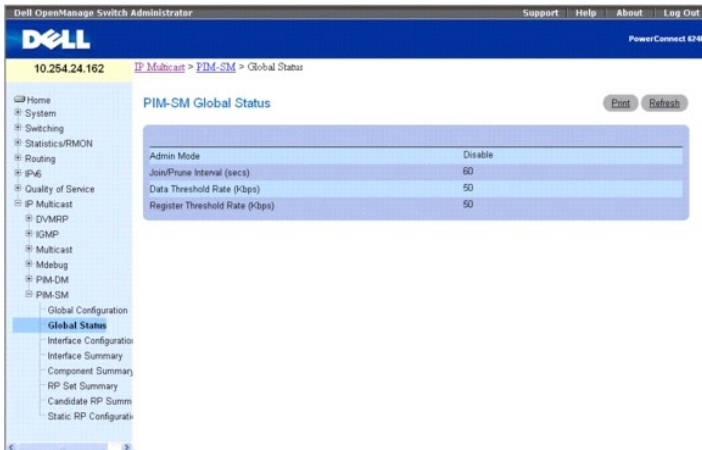 Dell OpenManage Switch Administrator
Support Help About Log Out
DELL
PowerConnect 6248
10.254.24.162
IP Multicast > PIM-SM > Global Status
Home
System
Switching
Statistics/RMON
Routing
IPv6
Quality of Service
IP Multicast
DVMRP
IGMP
Multicast
Mdebug
PIM-DM
PIM-SM
Global Configuration
Global Status
Interface Configuratio
Interface Summary
Component Summary
RP Set Summary
Candidate RP Summ
Static RP Configurati
PIM-SM Global Status
Print Refresh
Admin Mode Disable
Join/Prune Interval (secs) 60
Data Threshold Rate (Kbps) 50
Register Threshold Rate (Kbps) 50